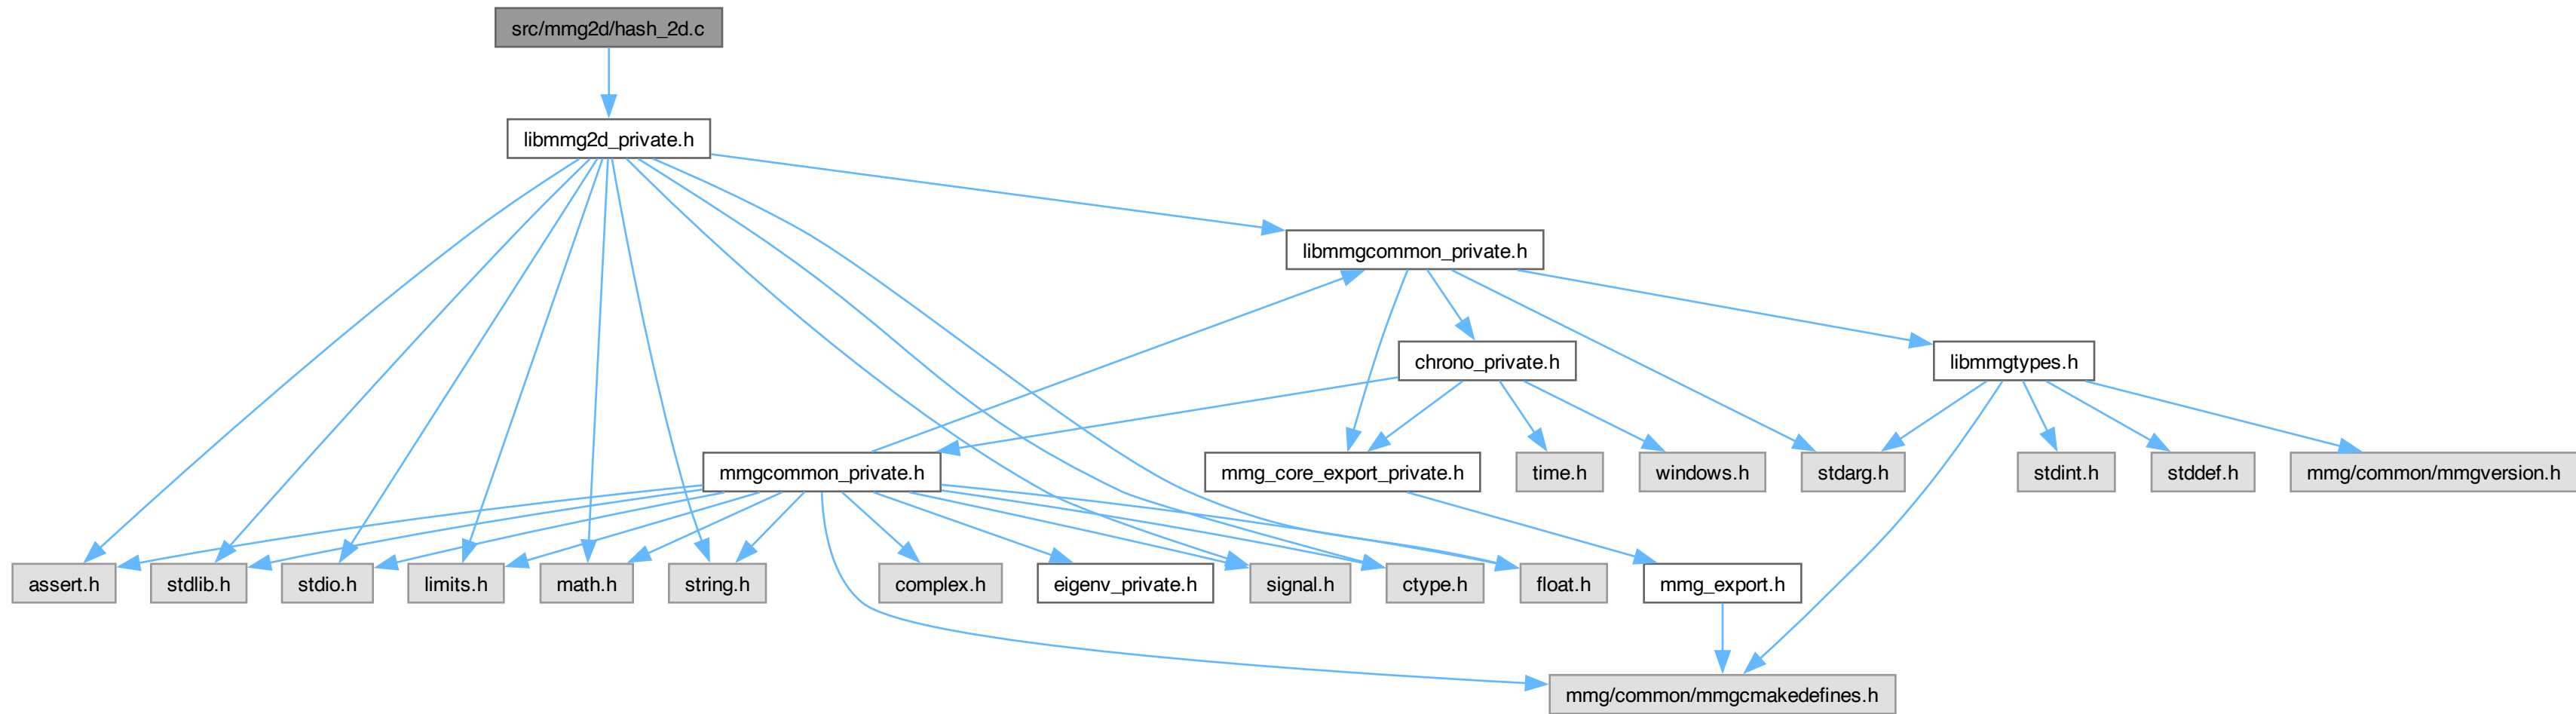 src/mmg2d/hash_2d.c
libmmg2d_private.h
libmmgcommon_private.h
chrono_private.h
libmmgtypes.h
mmgcommon_private.h
mmg_core_export_private.h
time.h
windows.h
stdarg.h
stdint.h
stddef.h
mmg/common/mmgversion.h
assert.h
stdlib.h
stdio.h
limits.h
math.h
string.h
complex.h
eigenv_private.h
signal.h
ctype.h
float.h
mmg_export.h
mmg/common/mmgcmakedefines.h